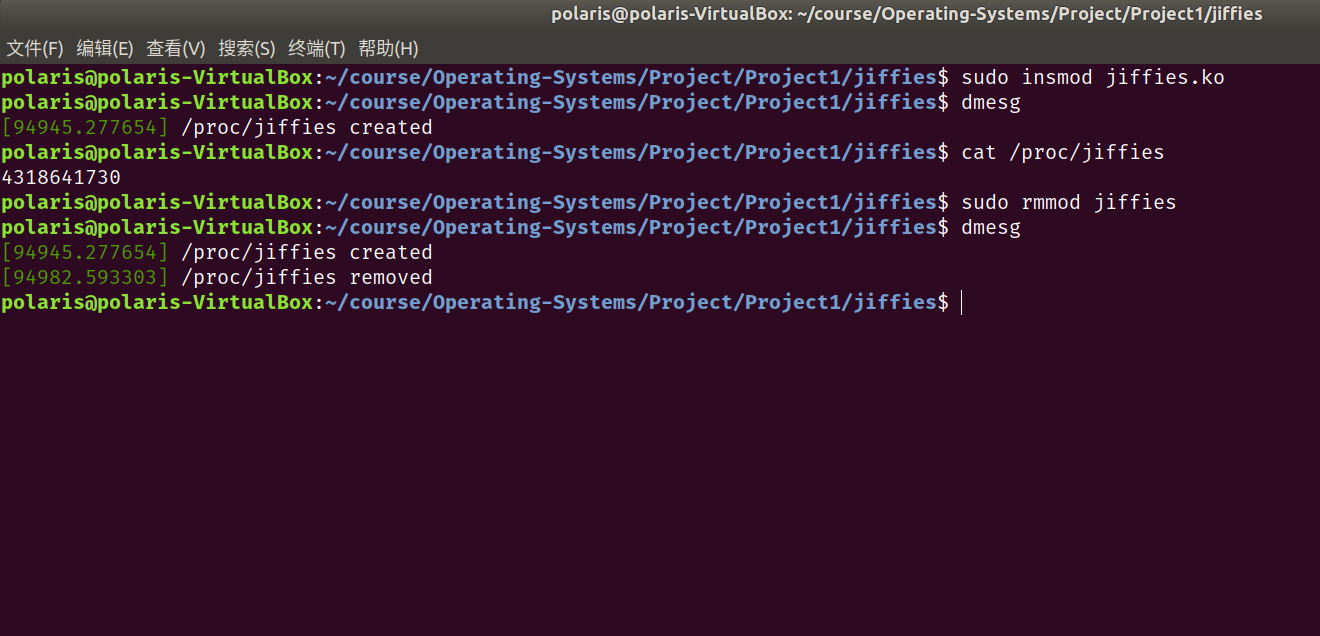 polaris@polaris-VirtualBox: ~/course/Operating-Systems/Project/Project1/jiffies
文件(F) 编辑(E) 查看(V) 搜索(S) 终端(T) 帮助(H)
polaris@polaris-VirtualBox:~/course/Operating-Systems/Project/Project1/jiffies$ sudo insmod jiffies.ko
polaris@polaris-VirtualBox:~/course/Operating-Systems/Project/Project1/jiffies$ dmesg
[94945.277654] /proc/jiffies created
polaris@polaris-VirtualBox:~/course/Operating-Systems/Project/Project1/jiffies$ cat /proc/jiffies
4318641730
polaris@polaris-VirtualBox:~/course/Operating-Systems/Project/Project1/jiffies$ sudo rmmod jiffies
polaris@polaris-VirtualBox:~/course/Operating-Systems/Project/Project1/jiffies$ dmesg
[94945.277654] /proc/jiffies created
[94982.593303] /proc/jiffies removed
polaris@polaris-VirtualBox:~/course/Operating-Systems/Project/Project1/jiffies$